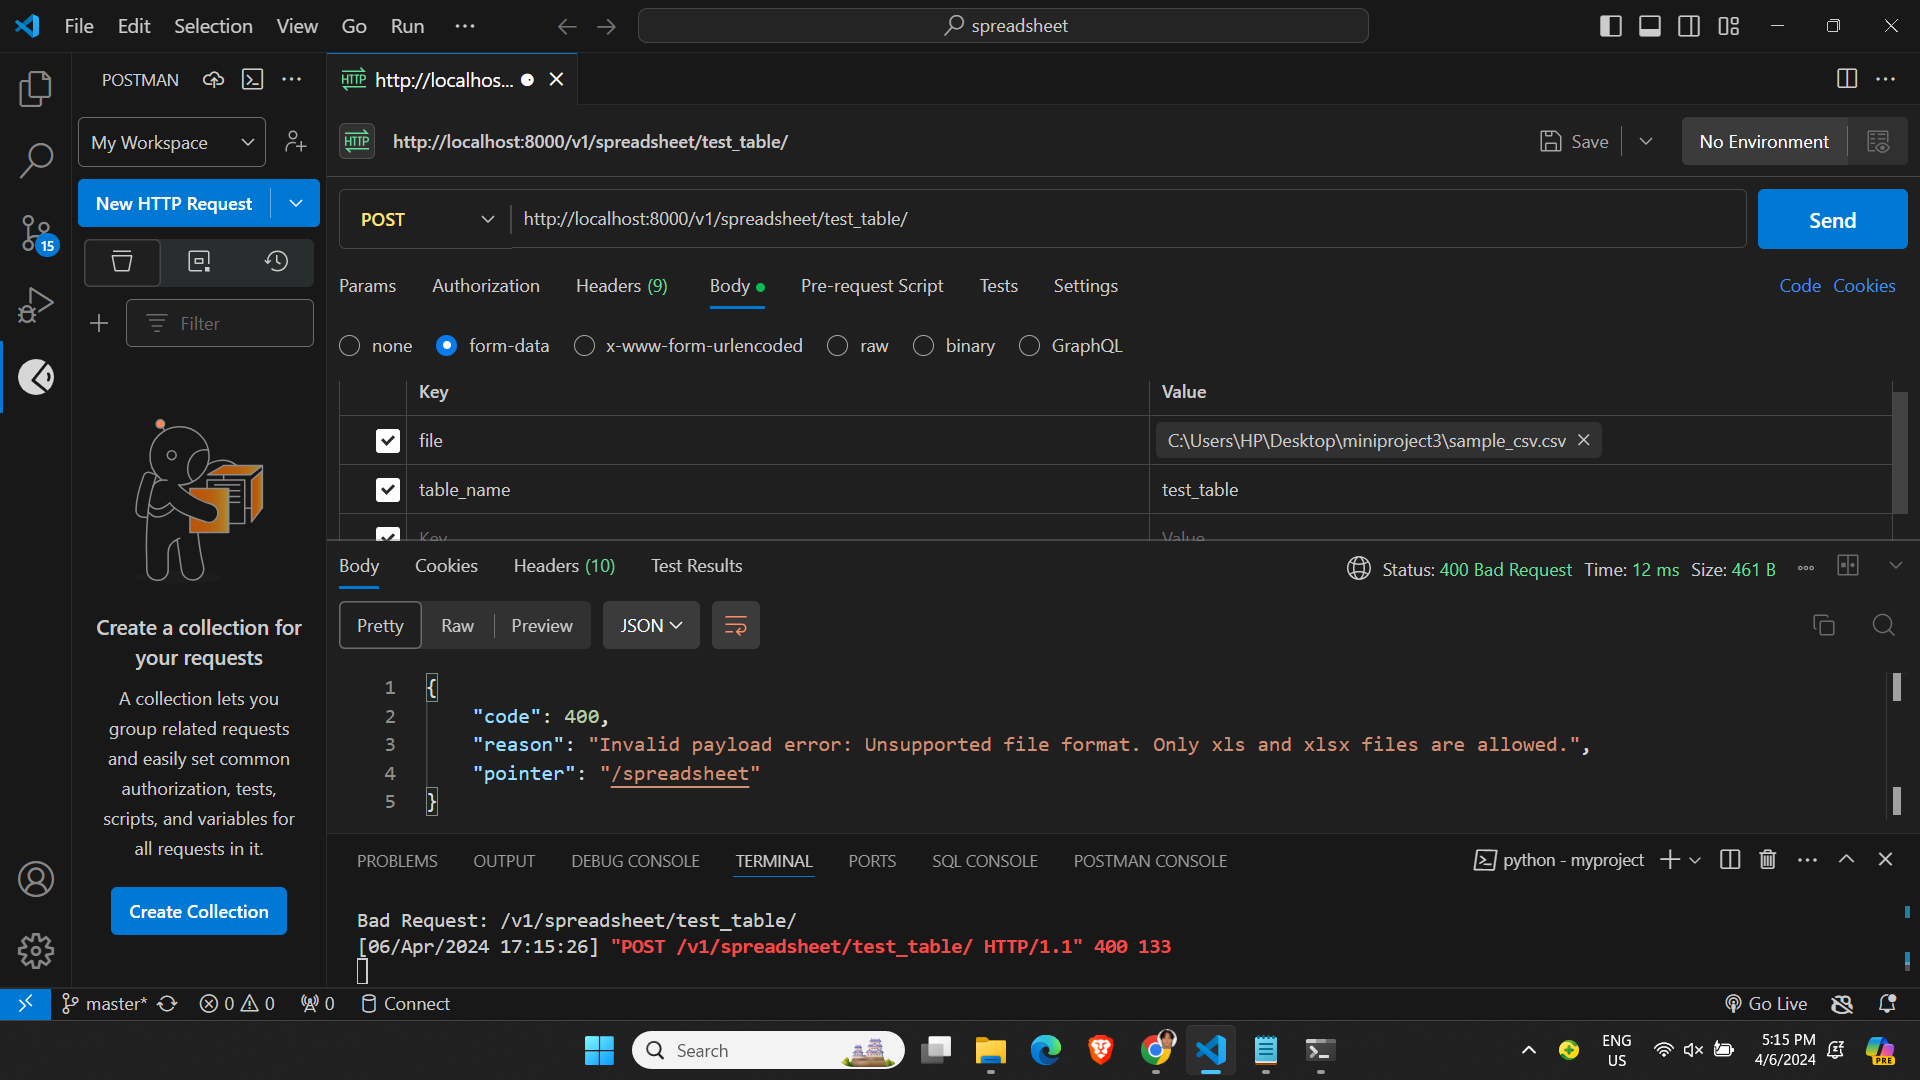 File Edit Selection View Go Run ···
spreadsheet
POSTMAN
HTTP http://localhos...
My Workspace
HTTP http://localhost:8000/v1/spreadsheet/test_table/
Save
No Environment
New HTTP Request
POST http://localhost:8000/v1/spreadsheet/test_table/
Send
15
Params Authorization Headers (9) Body Pre-request Script Tests Settings
Code Cookies
Filter
none form-data x-www-form-urlencoded raw binary GraphQL
Key Value
file C:\Users\HP\Desktop\miniproject3\sample_csv.csv
table_name test_table
Key Value
Create a collection for
your requests
A collection lets you
group related requests
and easily set common
authorization, tests,
scripts, and variables for
all requests in it.
Create Collection
Body Cookies Headers (10) Test Results
Status: 400 Bad Request Time: 12 ms Size: 461 B
Pretty Raw Preview JSON
1 {
2 "code": 400,
3 "reason": "Invalid payload error: Unsupported file format. Only xls and xlsx files are allowed.",
4 "pointer": "/spreadsheet"
5 }
PROBLEMS OUTPUT DEBUG CONSOLE TERMINAL PORTS SQL CONSOLE POSTMAN CONSOLE
python - myproject
Bad Request: /v1/spreadsheet/test_table/
[06/Apr/2024 17:15:26] "POST /v1/spreadsheet/test_table/ HTTP/1.1" 400 133
master* 0 0 0 Connect
Go Live
Search
ENG
US
5:15 PM
4/6/2024
PRE